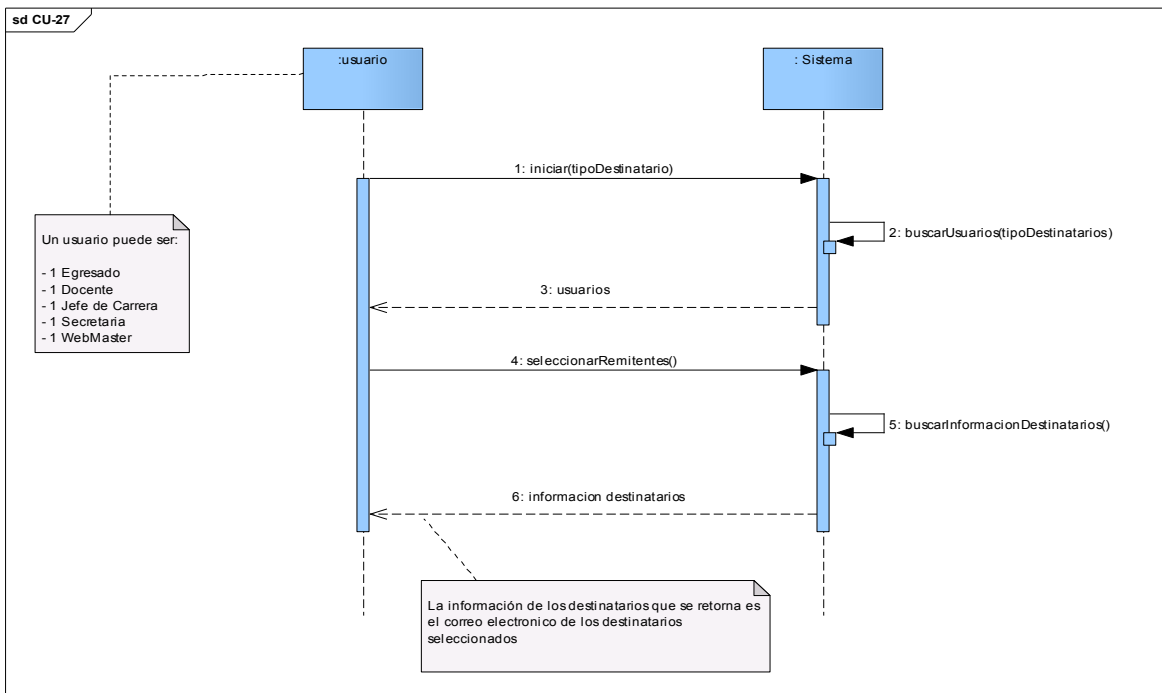 sd CU-27
:usuario
: Sistema
1: iniciar(tipoDestinatario)
2: buscarUsuarios(tipoDestinatarios)
Un usuario puede ser:
- 1 Egresado
- 1 Docente
- 1 Jefe de Carrera
- 1 Secretaria
- 1 WebMaster
3: usuarios
4: seleccionarRemitentes()
5: buscarInformacionDestinatarios()
6: informacion destinatarios
La información de los destinatarios que se retorna es
el correo electronico de los destinatarios
seleccionados